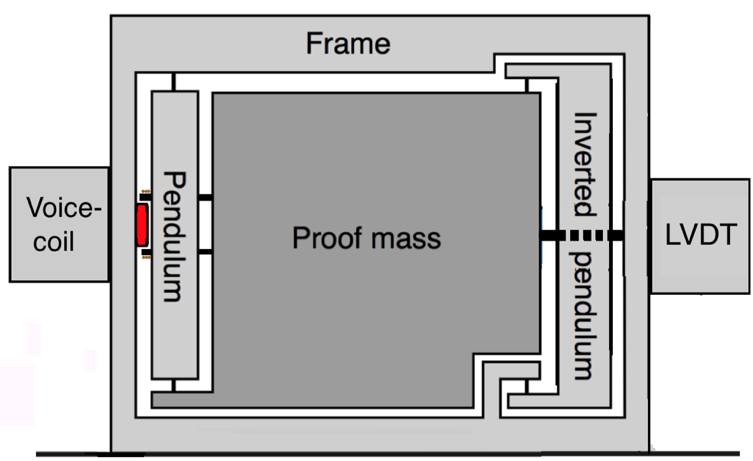 Frame
Voice-
coil
Pendulum
Proof mass
Inverted
pendulum
LVDT